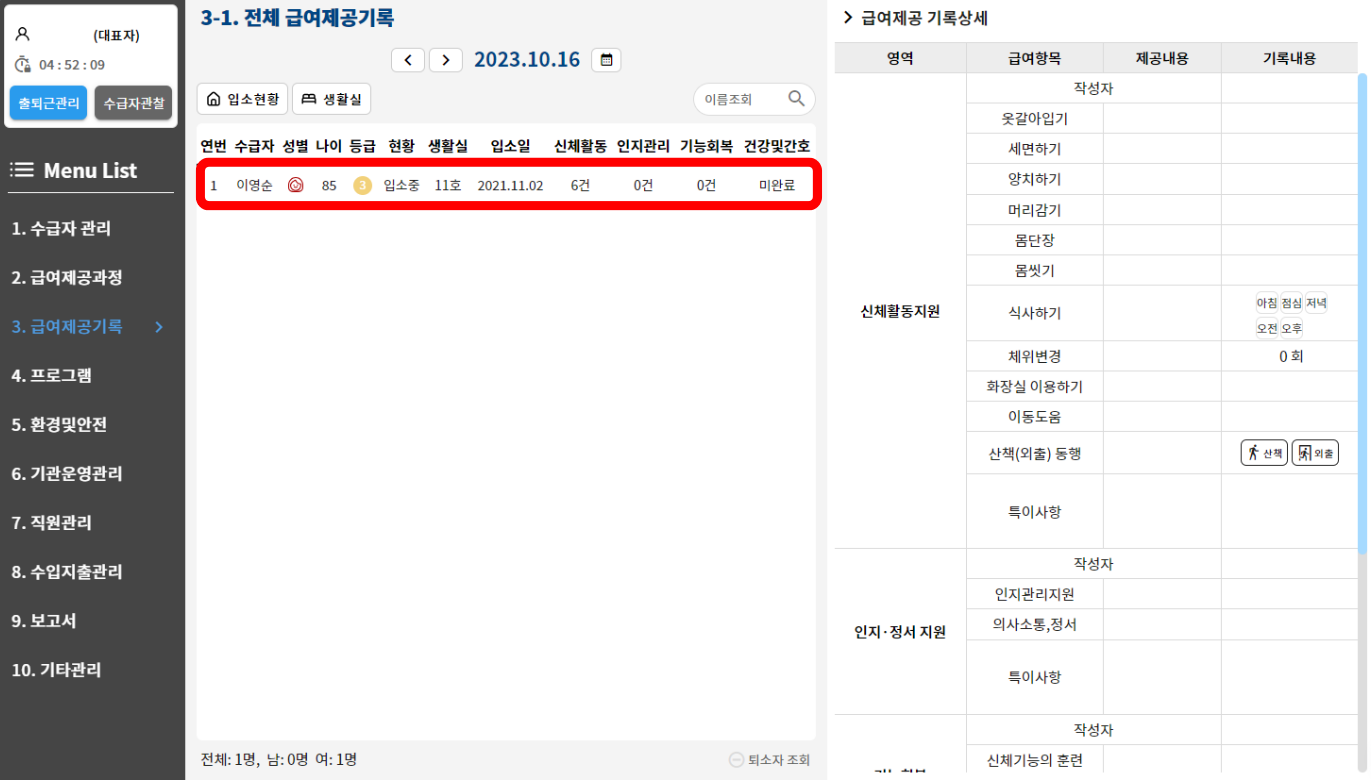 (대표자)
04 : 52 : 09
출퇴근관리 수급자관찰
Menu List
1. 수급자 관리
2. 급여제공과정
3. 급여제공기록
4. 프로그램
5. 환경및안전
6. 기관운영관리
7. 직원관리
8. 수입지출관리
9. 보고서
10. 기타관리
3-1. 전체 급여제공기록
2023.10.16
입소현황 생활실 이름조회
연번 수급자 성별 나이 등급 현황 생활실 입소일 신체활동 인지관리 기능회복 건강및간호
1 이영순 85 3 입소중 11호 2021.11.02 6건 0건 0건 미완료
전체: 1명, 남: 0명 여: 1명
퇴소자 조회
급여제공 기록상세
영역 급여항목 제공내용 기록내용
신체활동지원
작성자
옷갈아입기
세면하기
양치하기
머리감기
몸단장
몸씻기
식사하기 아침 점심 저녁
오전 오후
체위변경 0 회
화장실 이용하기
이동도움
산책(외출) 동행 산책 외출
특이사항
인지·정서 지원
작성자
인지관리지원
의사소통,정서
특이사항
작성자
신체기능의 훈련